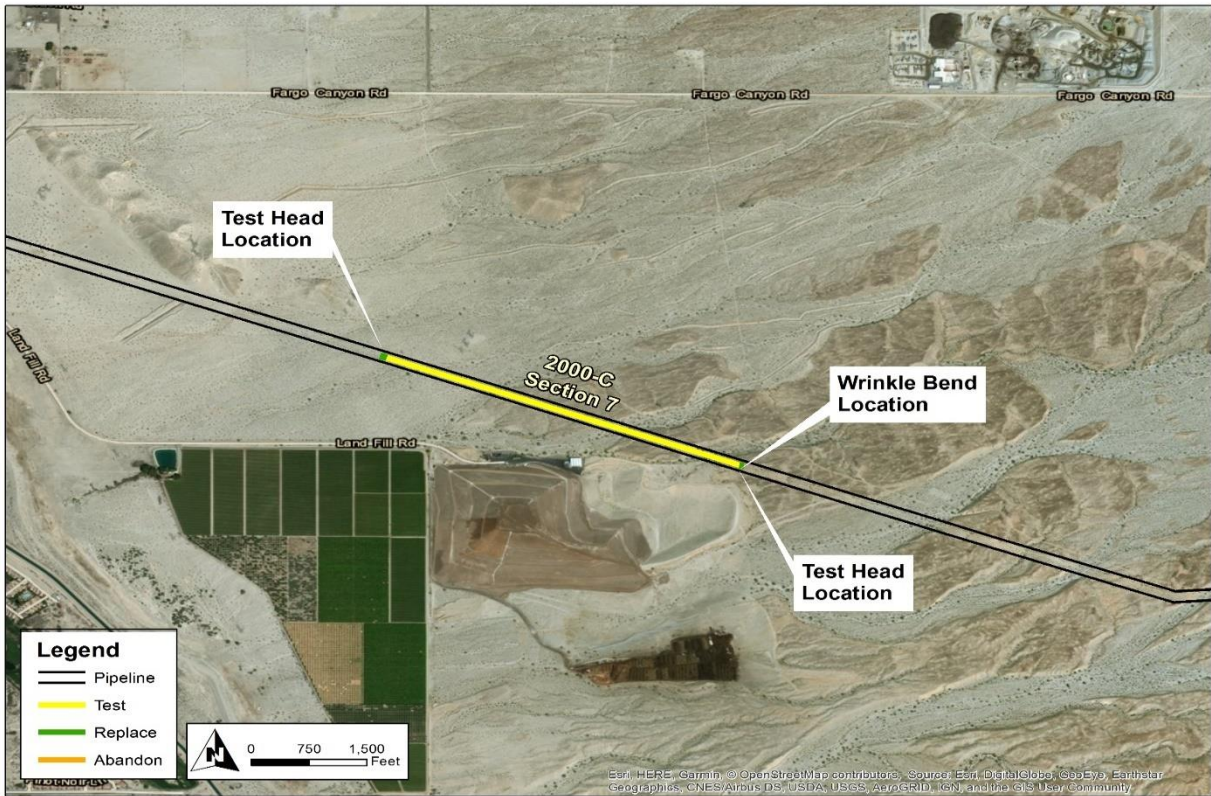 Fargo Canyon Rd
Fargo Canyon Rd
Fargo Canyon Rd
Test Head
Location
2000-C
Section 7
Wrinkle Bend
Location
Land Fill Rd
Land Fill Rd
Test Head
Location
Legend
Pipeline
Test
Replace
Abandon
N
0 750 1,500
Feet
Esri, HERE, Garmin, © OpenStreetMap contributors, Source: Esri, DigitalGlobe, GeoEye, Earthstar
Geographics, CNES/Airbus DS, USDA, USGS, AeroGRID, IGN, and the GIS User Community